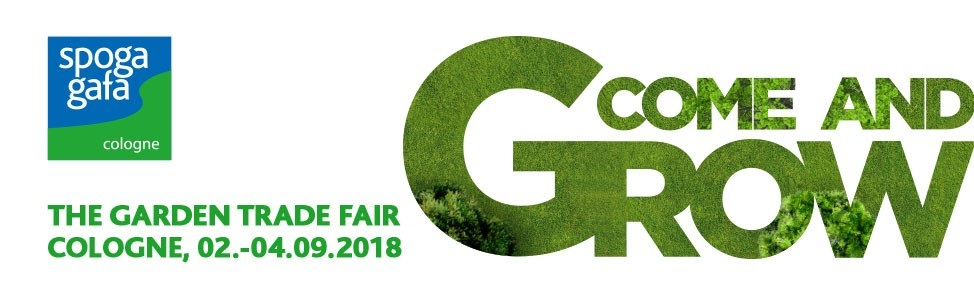 spoga
gafa
cologne
THE GARDEN TRADE FAIR
COLOGNE, 02.-04.09.2018
COME AND
GROW